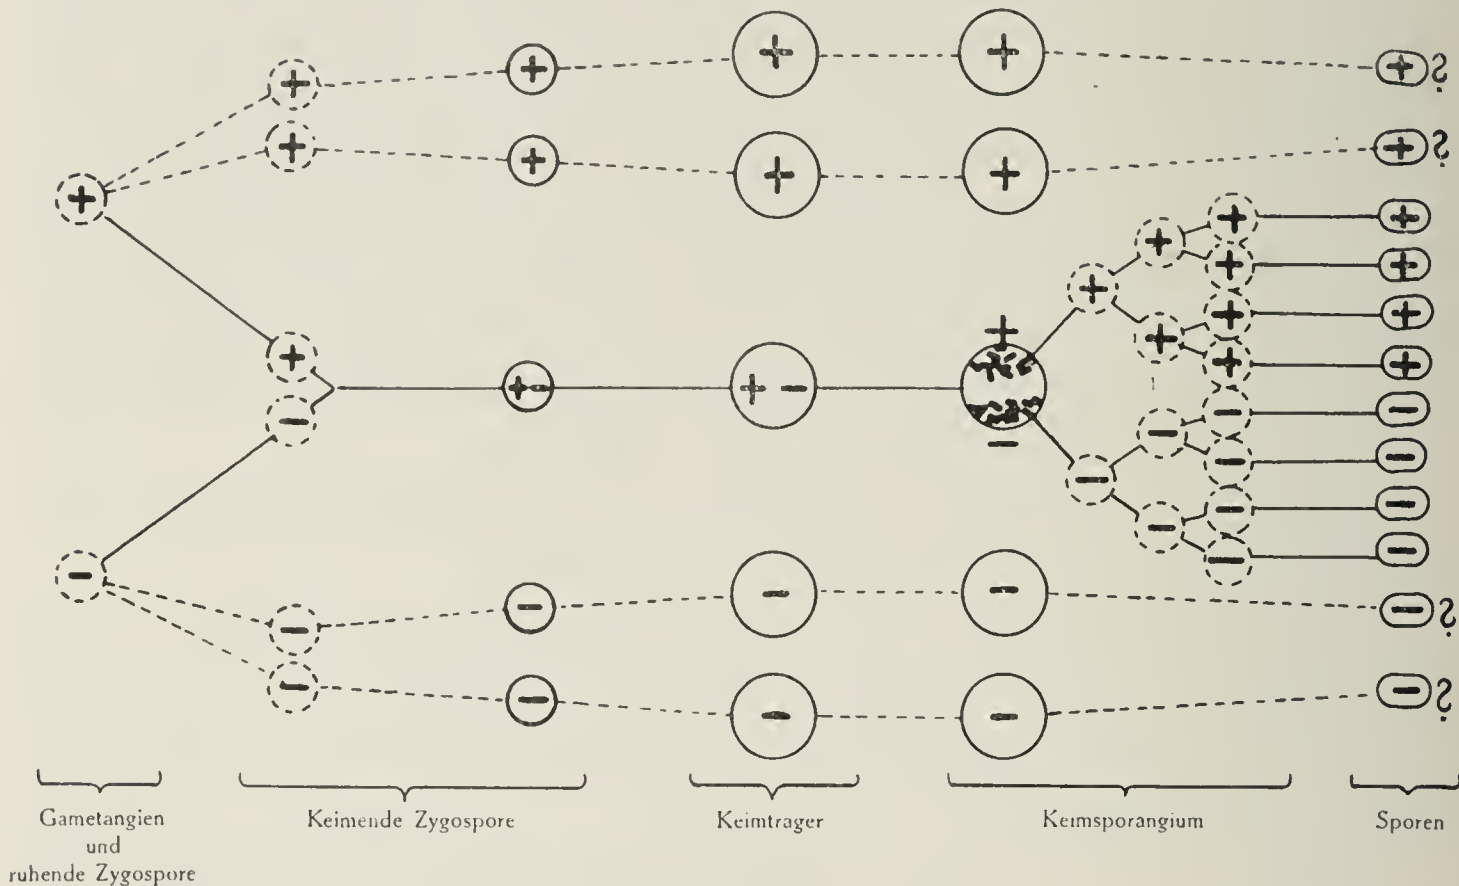 Gametangien
und
ruhende Zygospore
Keimende Zygospore
Keimtrager
Keimsporangium
Sporen